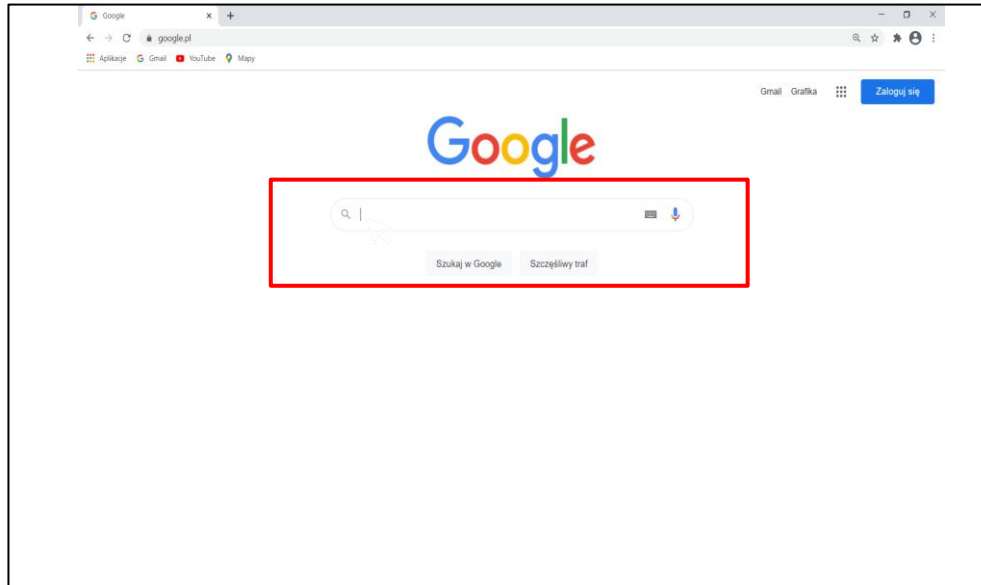 Google
google.pl
Aplikacje Gmail YouTube Mapy
Gmail Grafika Zaloguj się
Google
Szukaj w Google Szczęśliwy traf